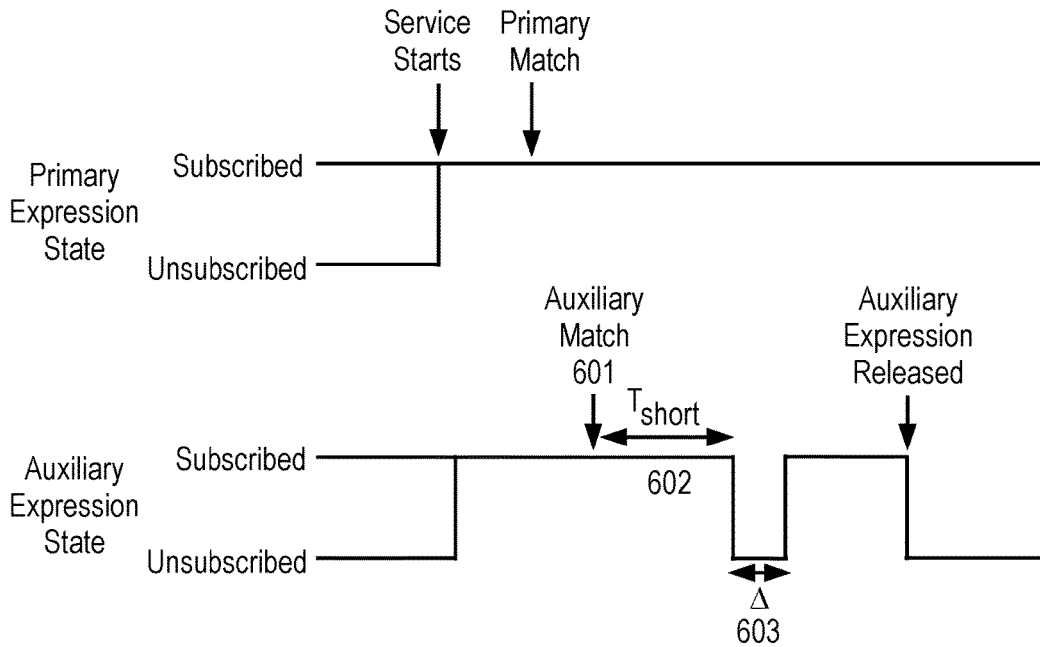 Service
Starts
Primary
Match
Primary
Expression
State
Subscribed
Unsubscribed
Auxiliary
Match
601
Auxiliary
Expression
Released
Tshort
602
Auxiliary
Expression
State
Subscribed
Unsubscribed
Δ
603